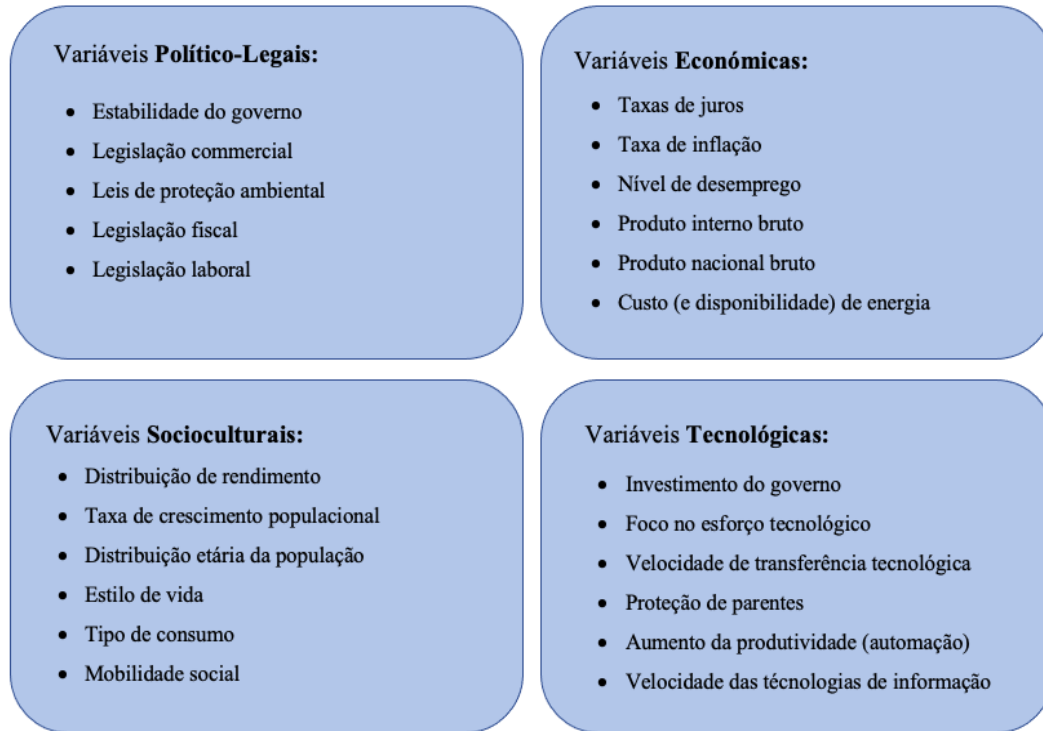 Variáveis Político-Legais:
• Estabilidade do governo
• Legislação commercial
• Leis de proteção ambiental
• Legislação fiscal
• Legislação laboral
Variáveis Económicas:
• Taxas de juros
• Taxa de inflação
• Nível de desemprego
• Produto interno bruto
• Produto nacional bruto
• Custo (e disponibilidade) de energia
Variáveis Socioculturais:
• Distribuição de rendimento
• Taxa de crescimento populacional
• Distribuição etária da população
• Estilo de vida
• Tipo de consumo
• Mobilidade social
Variáveis Tecnológicas:
• Investimento do governo
• Foco no esforço tecnológico
• Velocidade de transferência tecnológica
• Proteção de parentes
• Aumento da produtividade (automação)
• Velocidade das técnologias de informação